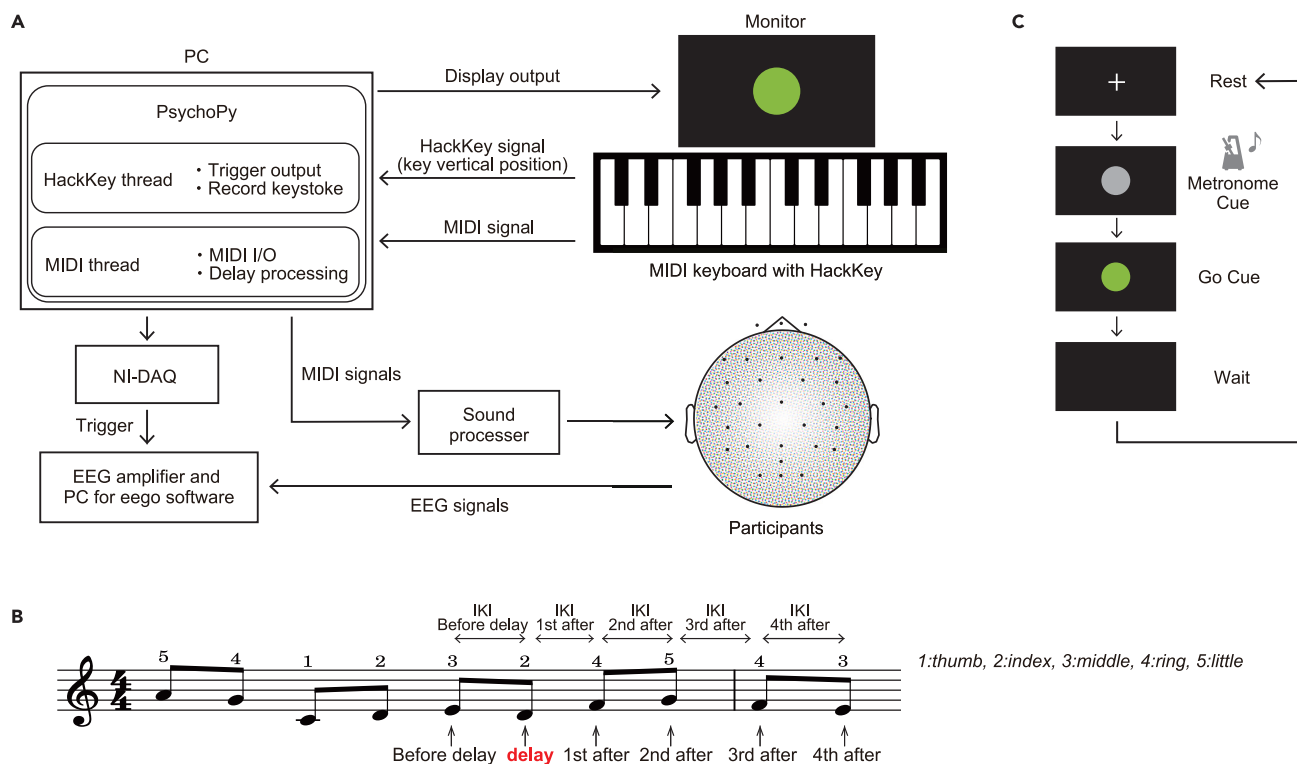 A
PC
PsychoPy
HackKey thread
・Trigger output
・Record keystoke
MIDI thread
・MIDI I/O
・Delay processing
Display output
HackKey signal
(key vertical position)
MIDI signal
Monitor
MIDI keyboard with HackKey
NI-DAQ
Trigger
EEG amplifier and
PC for eego software
MIDI signals
Sound
processer
EEG signals
Participants
C
Rest
Metronome
Cue
Go Cue
Wait
B
IKI
Before delay
IKI
1st after
IKI
2nd after
IKI
3rd after
IKI
4th after
5 4 1 2 3 2 4 5 4 3
4
4
1:thumb, 2:index, 3:middle, 4:ring, 5:little
Before delay delay 1st after 2nd after 3rd after 4th after